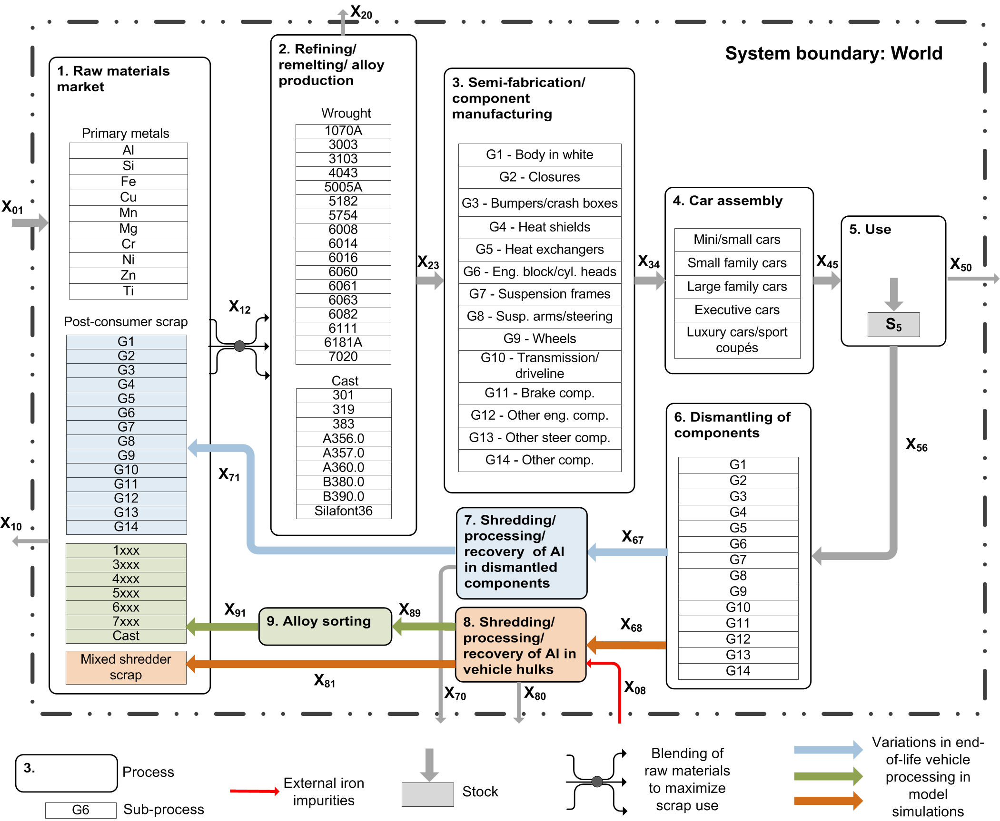 X20
System boundary: World
1. Raw materials
market
Primary metals
Al
Si
Fe
Cu
Mn
Mg
Cr
Ni
Zn
Ti
Post-consumer scrap
G1
G2
G3
G4
G5
G6
G7
G8
G9
G10
G11
G12
G13
G14
1xxx
3xxx
4xxx
5xxx
6xxx
7xxx
Cast
Mixed shredder
scrap
X01
X10
X12
X71
X91
X81
2. Refining/
remelting/ alloy
production
Wrought
1070A
3003
3103
4043
5005A
5182
5754
6008
6014
6016
6060
6061
6063
6082
6111
6181A
7020
Cast
301
319
383
A356.0
A357.0
A360.0
B380.0
B390.0
Silafont36
X23
3. Semi-fabrication/
component
manufacturing
G1 - Body in white
G2 - Closures
G3 - Bumpers/crash boxes
G4 - Heat shields
G5 - Heat exchangers
G6 - Eng. block/cyl. heads
G7 - Suspension frames
G8 - Susp. arms/steering
G9 - Wheels
G10 - Transmission/
driveline
G11 - Brake comp.
G12 - Other eng. comp.
G13 - Other steer comp.
G14 - Other comp.
X34
4. Car assembly
Mini/small cars
Small family cars
Large family cars
Executive cars
Luxury cars/sport
coupés
X45
5. Use
S5
X50
X56
6. Dismantling of
components
G1
G2
G3
G4
G5
G6
G7
G8
G9
G10
G11
G12
G13
G14
X67
X68
7. Shredding/
processing/
recovery of Al
in dismantled
components
8. Shredding/
processing/
recovery of Al in
vehicle hulks
X89
9. Alloy sorting
X70
X80
X08
3.
Process
G6
Sub-process
External iron
impurities
Stock
Blending of
raw materials
to maximize
scrap use
Variations in end-
of-life vehicle
processing in
model
simulations